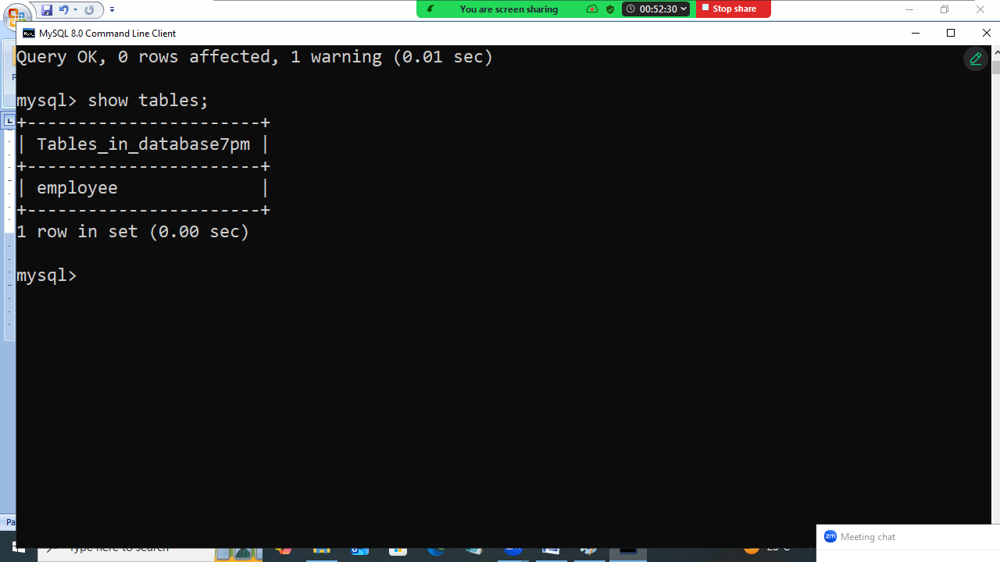 You are screen sharing
00:52:30
Stop share
MySQL 8.0 Command Line Client
Query OK, 0 rows affected, 1 warning (0.01 sec)
mysql> show tables;
+-----------------------+
| Tables_in_database7pm |
+-----------------------+
| employee              |
+-----------------------+
1 row in set (0.00 sec)
mysql>
Meeting chat
Type here to search